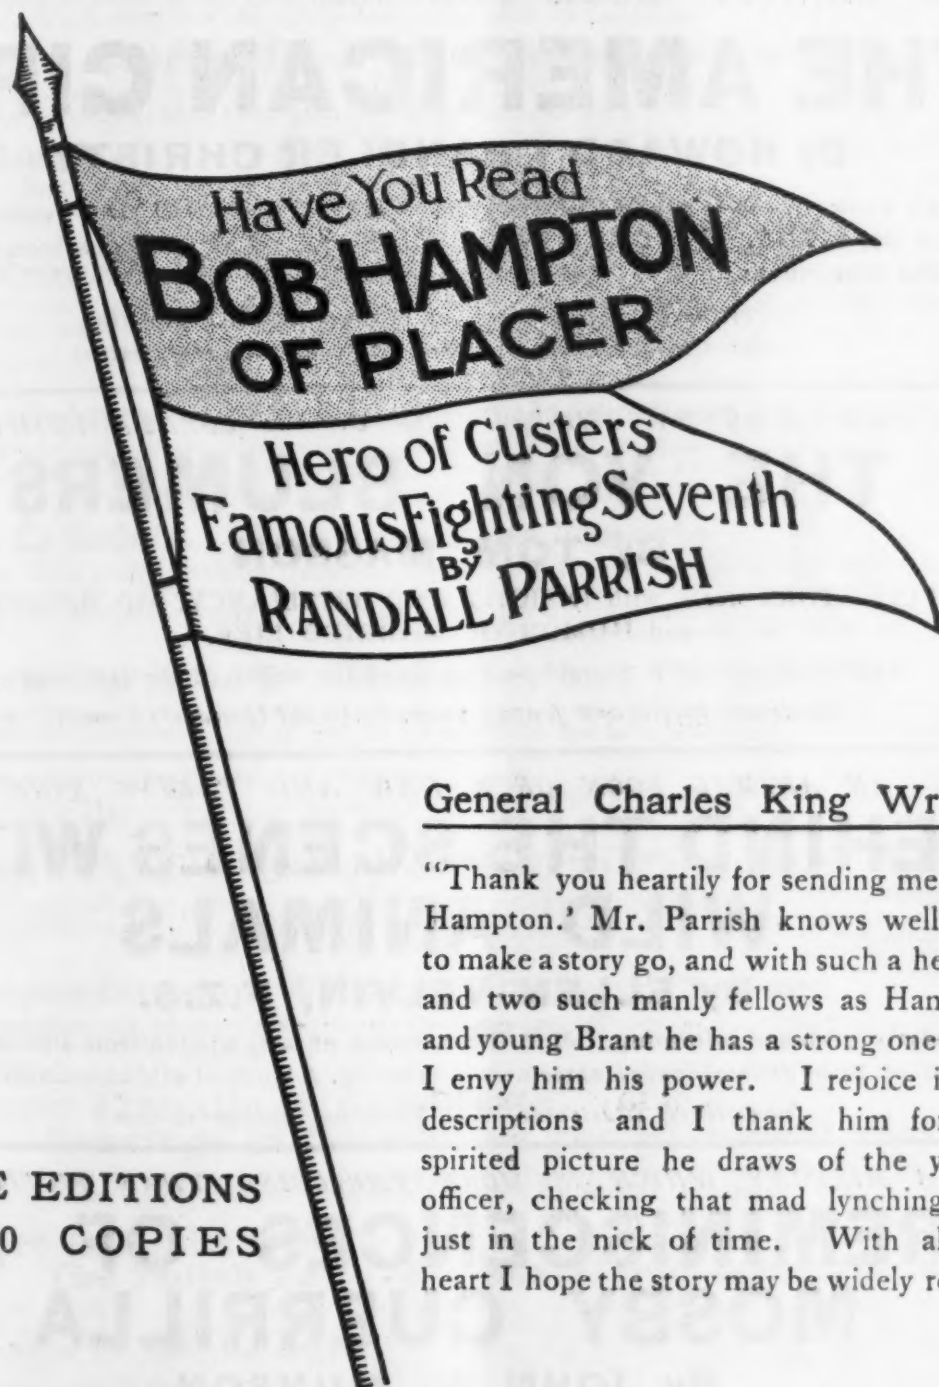 Have You Read
BOB HAMPTON
OF PLACER
Hero of Custers
Famous Fighting Seventh
BY
RANDALL PARRISH
General Charles King Wr
"Thank you heartily for sending me
Hampton.' Mr. Parrish knows well
to make a story go, and with such a he
and two such manly fellows as Ham
and young Brant he has a strong one
I envy him his power. I rejoice i
descriptions and I thank him fo
spirited picture he draws of the y
officer, checking that mad lynching
just in the nick of time. With al
heart I hope the story may be widely re
E EDITIONS
0 COPIES